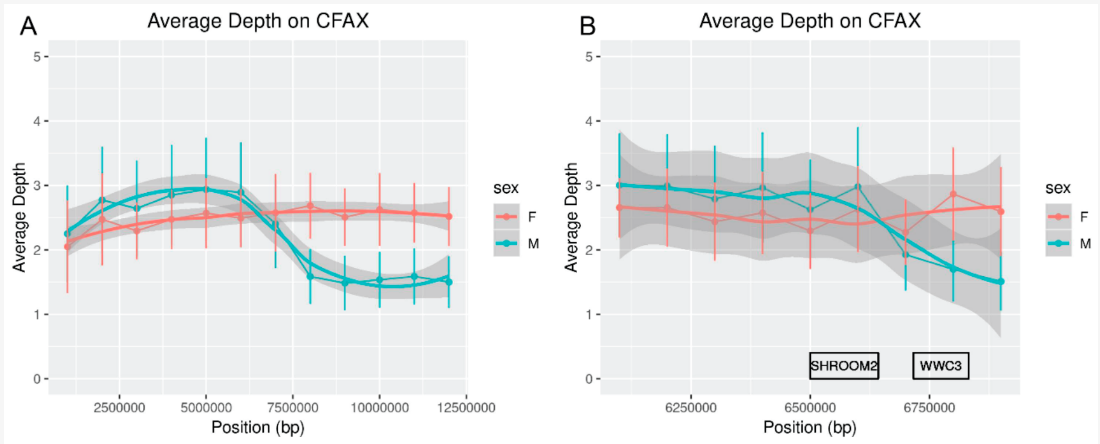 A
Average Depth on CFAX
5
4
3
2
1
0
Average Depth
2500000 5000000 7500000 10000000 12500000
Position (bp)
sex
F
M
B
Average Depth on CFAX
5
4
3
2
1
0
Average Depth
SHROOM2 WWC3
6250000 6500000 6750000
Position (bp)
sex
F
M